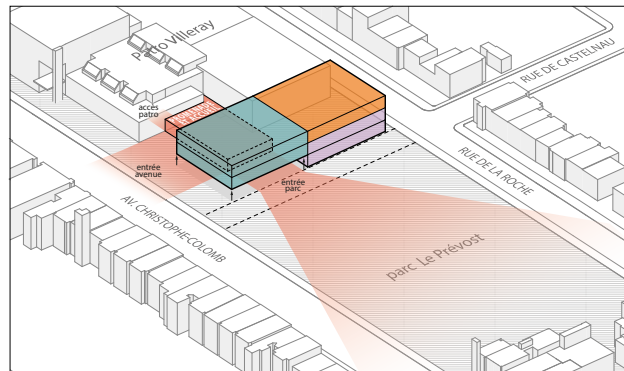 Patro Villeray
RUE DE CASTELNAU
accès
patro
entrée
avenue
entrée
parc
RUE DE LA ROCHE
AV. CHRISTOPHE-COLOMB
parc Le Prévost